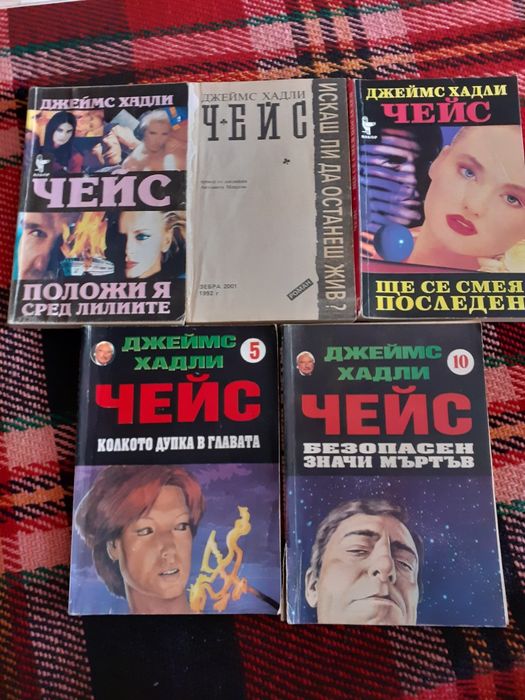 ДЖЕЙМС ХАДЛИ
ЧЕЙС
ПОЛОЖИ Я
СРЕД ЛИЛИИТЕ
ДЖЕЙМС ХАДЛИ
ЧЕЙС
ЗЕБРА 2001
1992 г
РОМАН
ИСКАШ ЛИ ДА ОСТАНЕШ ЖИВ?
ДЖЕЙМС ХАДЛИ
ЧЕЙС
ЩЕ СЕ СМЕЯ
ПОСЛЕДЕН
ДЖЕЙМС
ХАДЛИ
5
ЧЕЙС
КОЛКОТО ДУПКА В ГЛАВАТА
ДЖЕЙМС
ХАДЛИ
10
ЧЕЙС
БЕЗОПАСЕН
ЗНАЧИ МЪРТЪВ